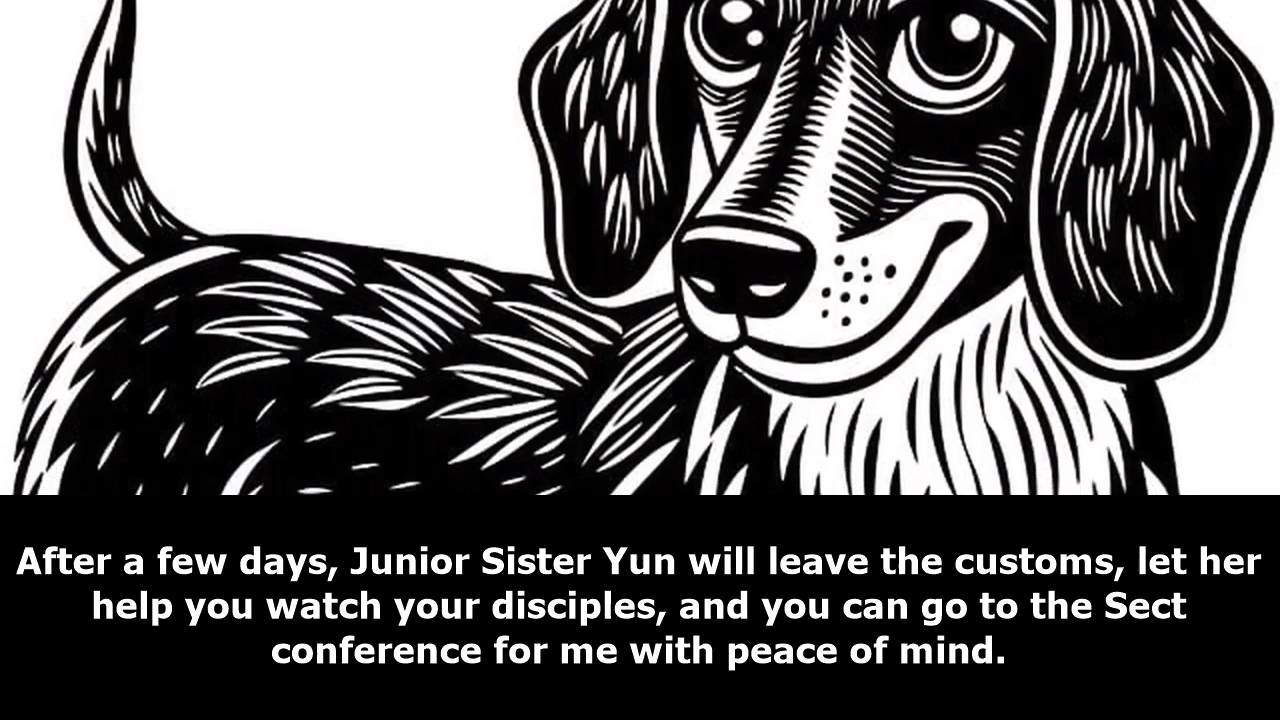 After a few days, Junior Sister Yun will leave the customs, let her
help you watch your disciples, and you can go to the Sect
conference for me with peace of mind.